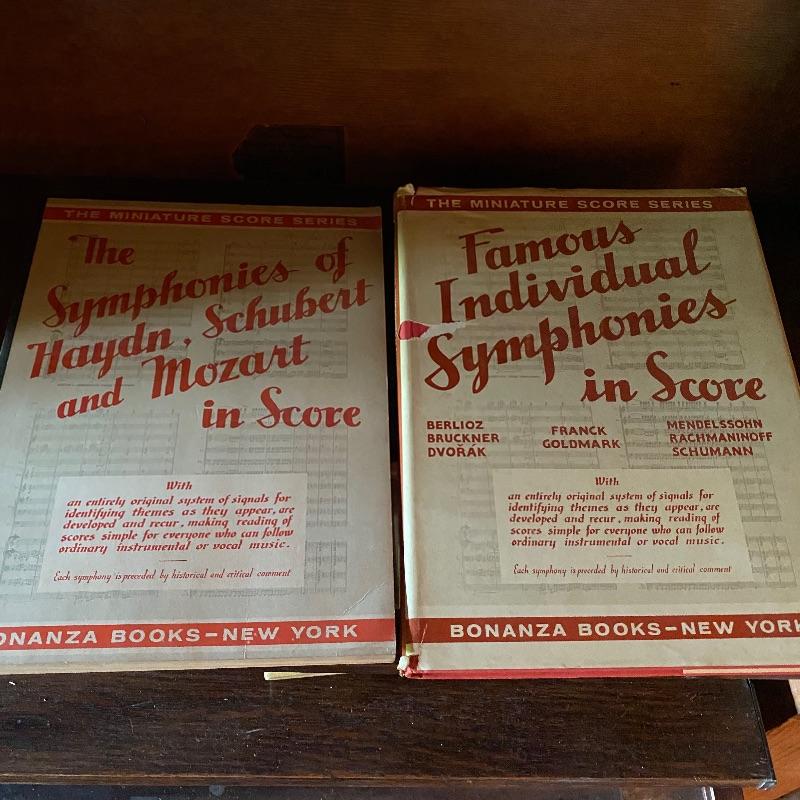 THE MINIATURE SCORE SERIES
The
Symphonies of
Haydn, Schubert
and Mozart
in Score
With
an entirely original system of signals for
identifying themes as they appear, are
developed and recur, making reading of
scores simple for everyone who can follow
ordinary instrumental or vocal music.
Each symphony is preceded by historical and critical comment
ONANZA BOOKS–NEW YORK
THE MINIATURE SCORE SERIES
Famous
Individual
Symphonies
in Score
BERLIOZ
BRUCKNER
DVOŘÁK
FRANCK
GOLDMARK
MENDELSSOHN
RACHMANINOFF
SCHUMANN
With
an entirely original system of signals for
identifying themes as they appear, are
developed and recur, making reading of
scores simple for everyone who can follow
ordinary instrumental or vocal music.
Each symphony is preceded by historical and critical comment
BONANZA BOOKS–NEW YORK